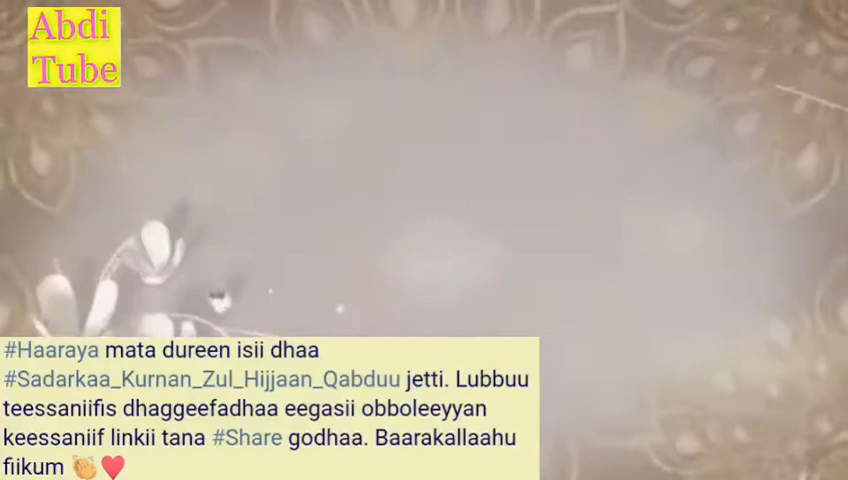 Abdi
Tube
#Haaraya mata dureen isii dhaa
#Sadarkaa_Kurnan_Zul_Hijjaan_Qabduu jetti. Lubbuu
teessaniifis dhaggeefadhaa eegasii obboleeyyan
keessaniif linkii tana #Share godhaa. Baarakallaahu
fiikum 👏♥️